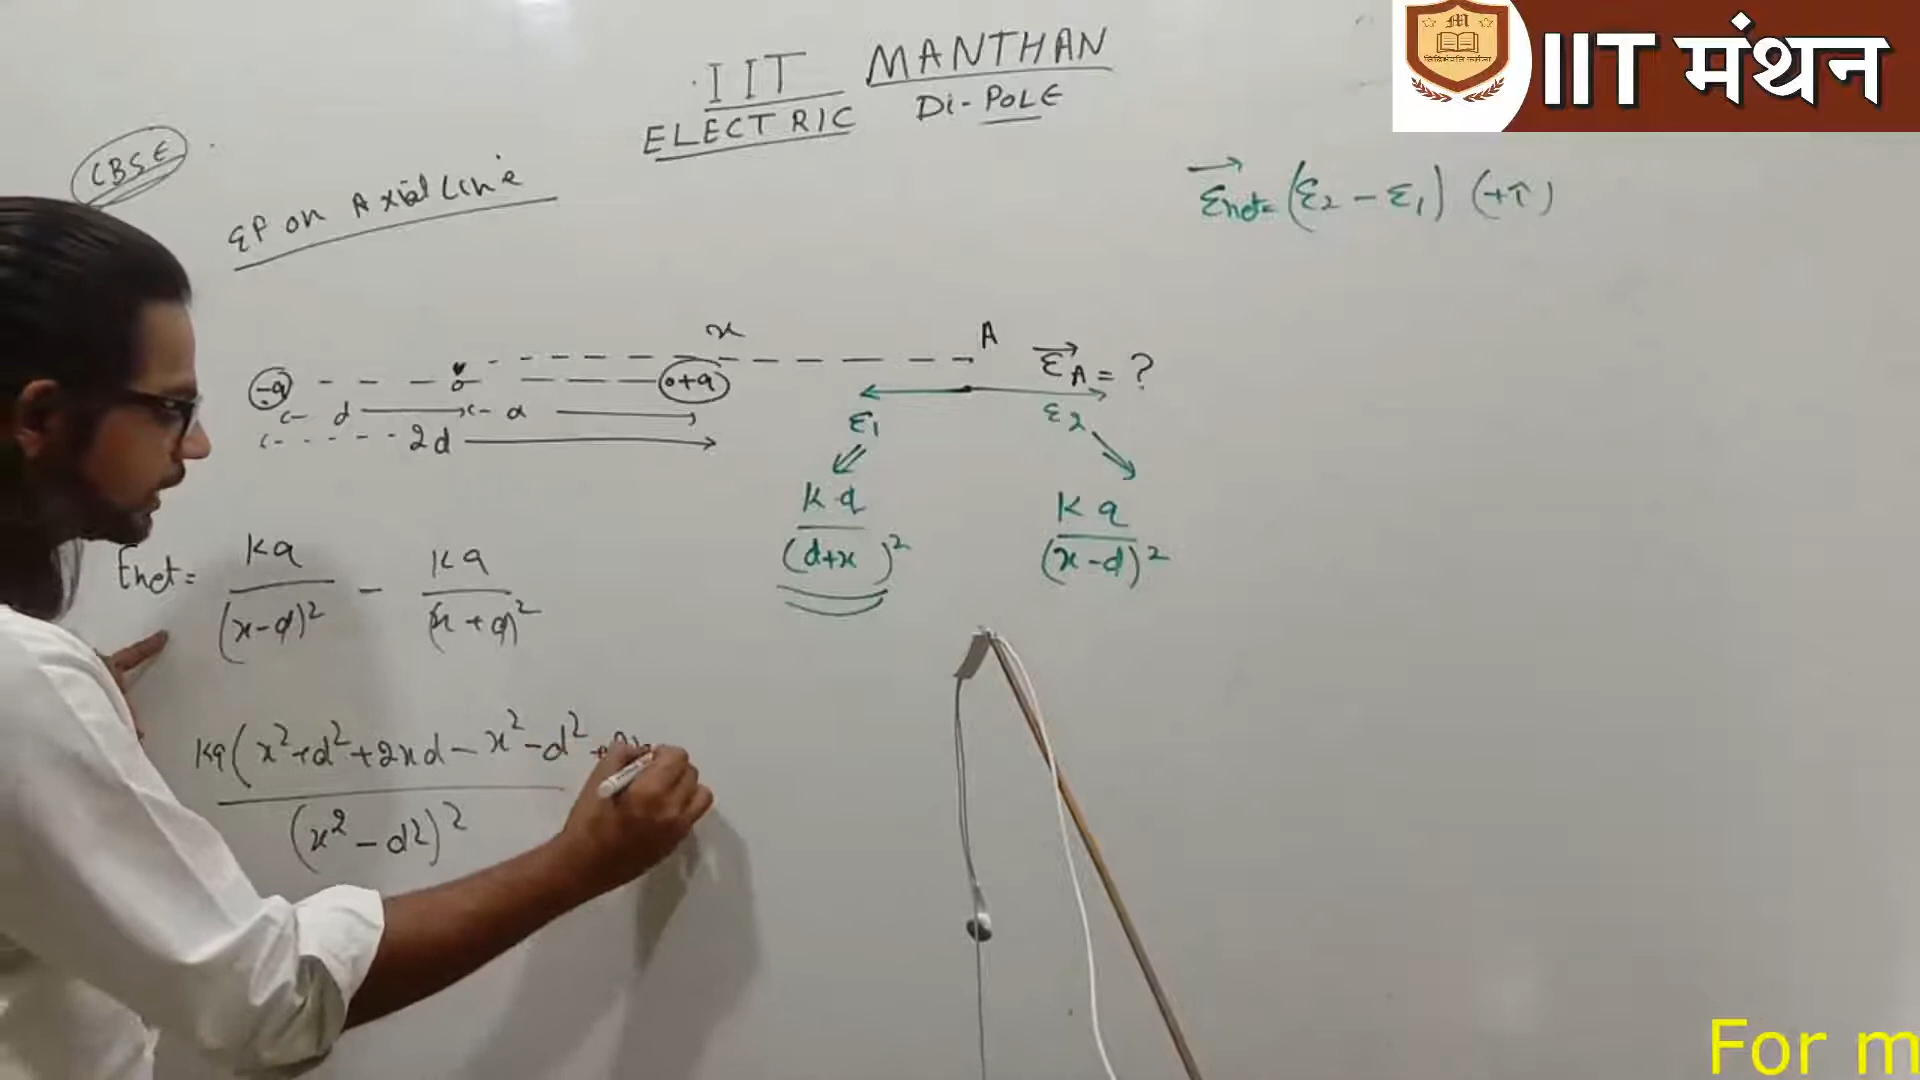 IIT MANTHAN
ELECTRIC Di-POLE
IIT मंथन
M
CBSE
EF on Axial Line
Enet = (E2 - E1) (+î)
x
A
EA = ?
-q
o
+q
d
d
2d
E1
E2
Kq
(d+x)²
Kq
(x-d)²
Enet = Kq/(x-d)² - Kq/(x+d)²
Kq(x²+d²+2xd-x²-d²+2x
(x²-d²)²
For m